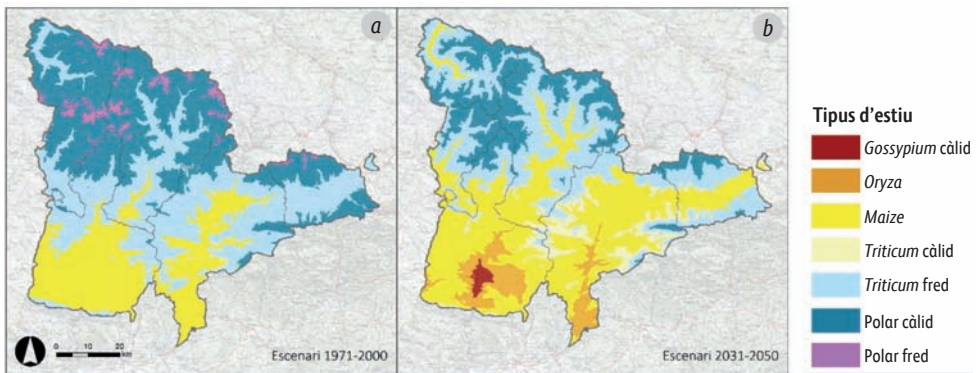 a
b
0
10
20
km
Escenari 1971-2000
Escenari 2031-2050
Tipus d'estiu
Gossypium càlid
Oryza
Maize
Triticum càlid
Triticum fred
Polar càlid
Polar fred